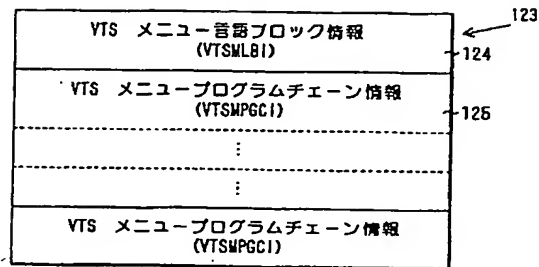 123
VTS メニュー言語ブロック情報
(VTSMLBI)
124
VTS メニュープログラムチェーン情報
(VTSMPGCI)
125
⋮
⋮
VTS メニュープログラムチェーン情報
(VTSMPGCI)